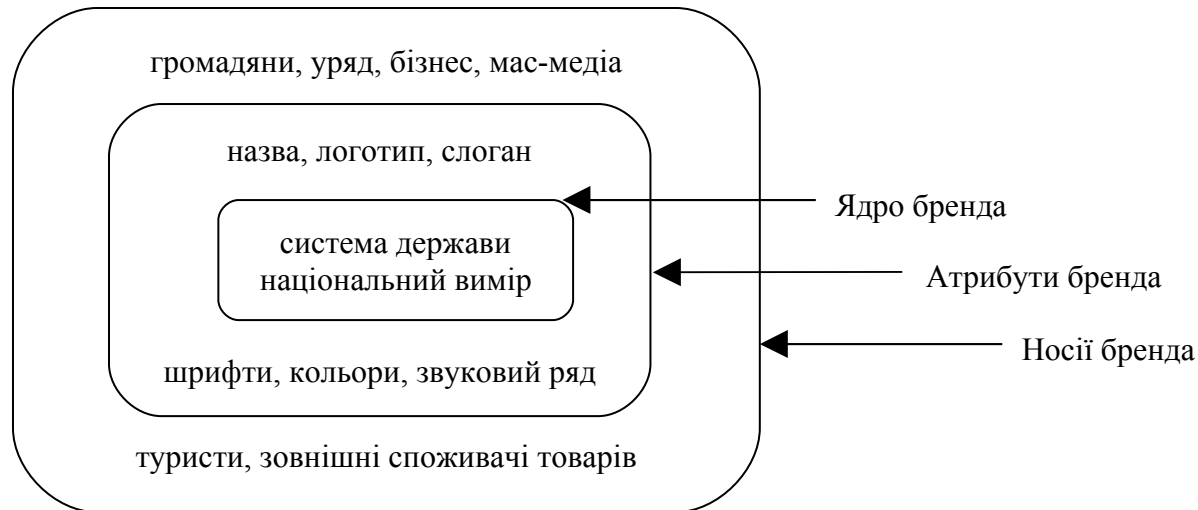 громадяни, уряд, бізнес, мас-медіа
назва, логотип, слоган
Ядро бренда
система держави
національний вимір
Атрибути бренда
Носії бренда
шрифти, кольори, звуковий ряд
туристи, зовнішні споживачі товарів